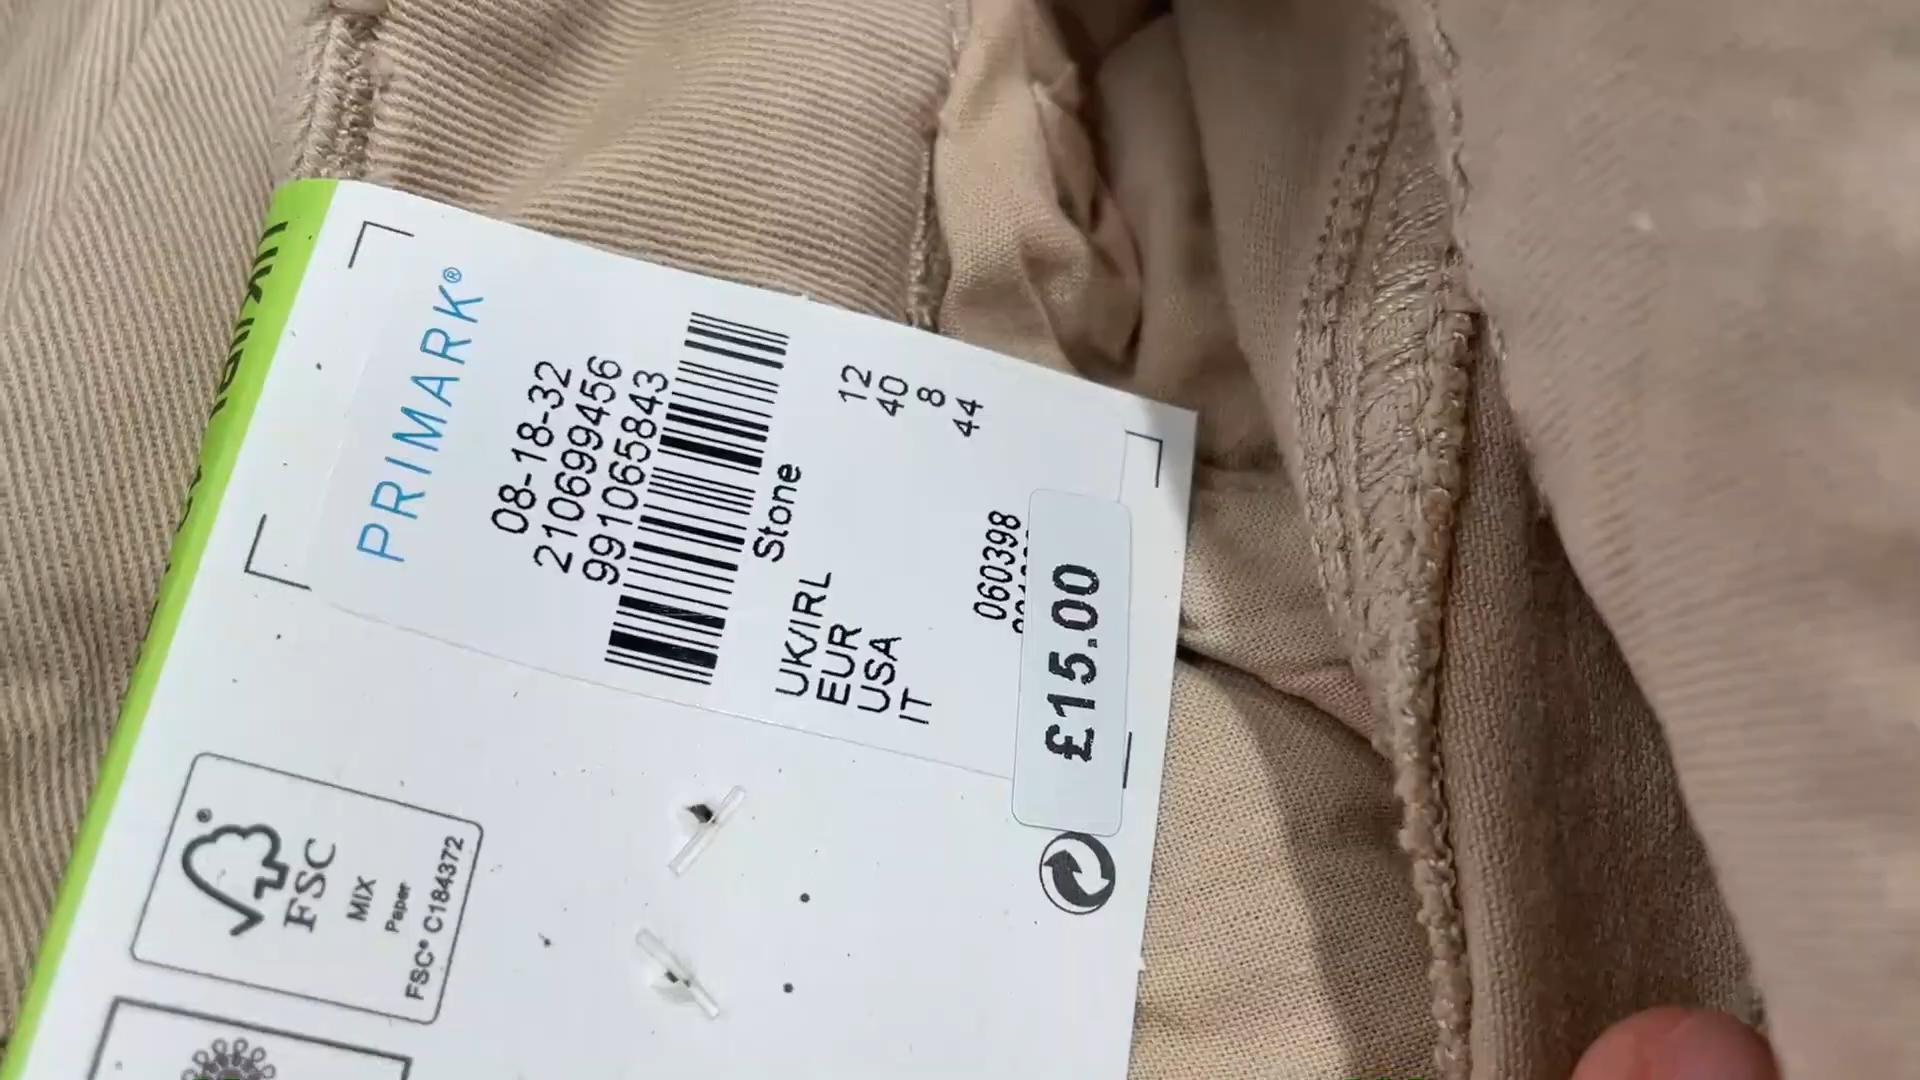 PRIMARK®
08-18-32
210699456
991065843
Stone
UK/IRL 12
EUR 40
USA 8
IT 44
060398
£15.00
FSC
MIX
Paper
FSC® C184372